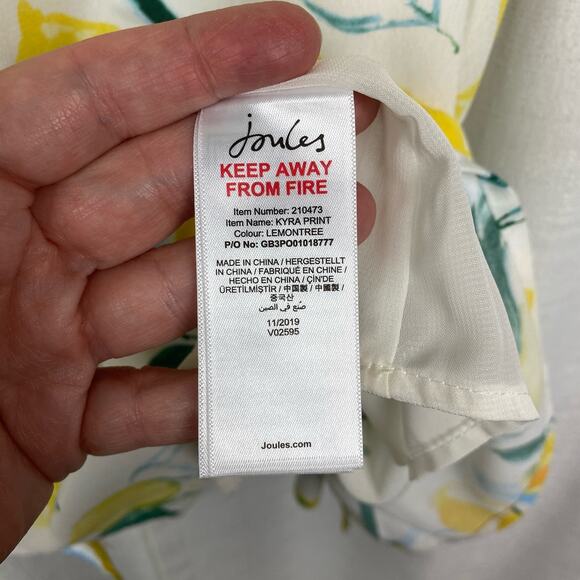 Joules
KEEP AWAY
FROM FIRE
Item Number: 210473
Item Name: KYRA PRINT
Colour: LEMONTREE
P/O No: GB3PO01018777
MADE IN CHINA / HERGESTELLT
IN CHINA / FABRIQUÉ EN CHINE /
HECHO EN CHINA / ÇİN'DE
ÜRETİLMİŞTİR / 中国製 / 中國製 /
중국산
صُنع في الصين
11/2019
V02595
Joules.com